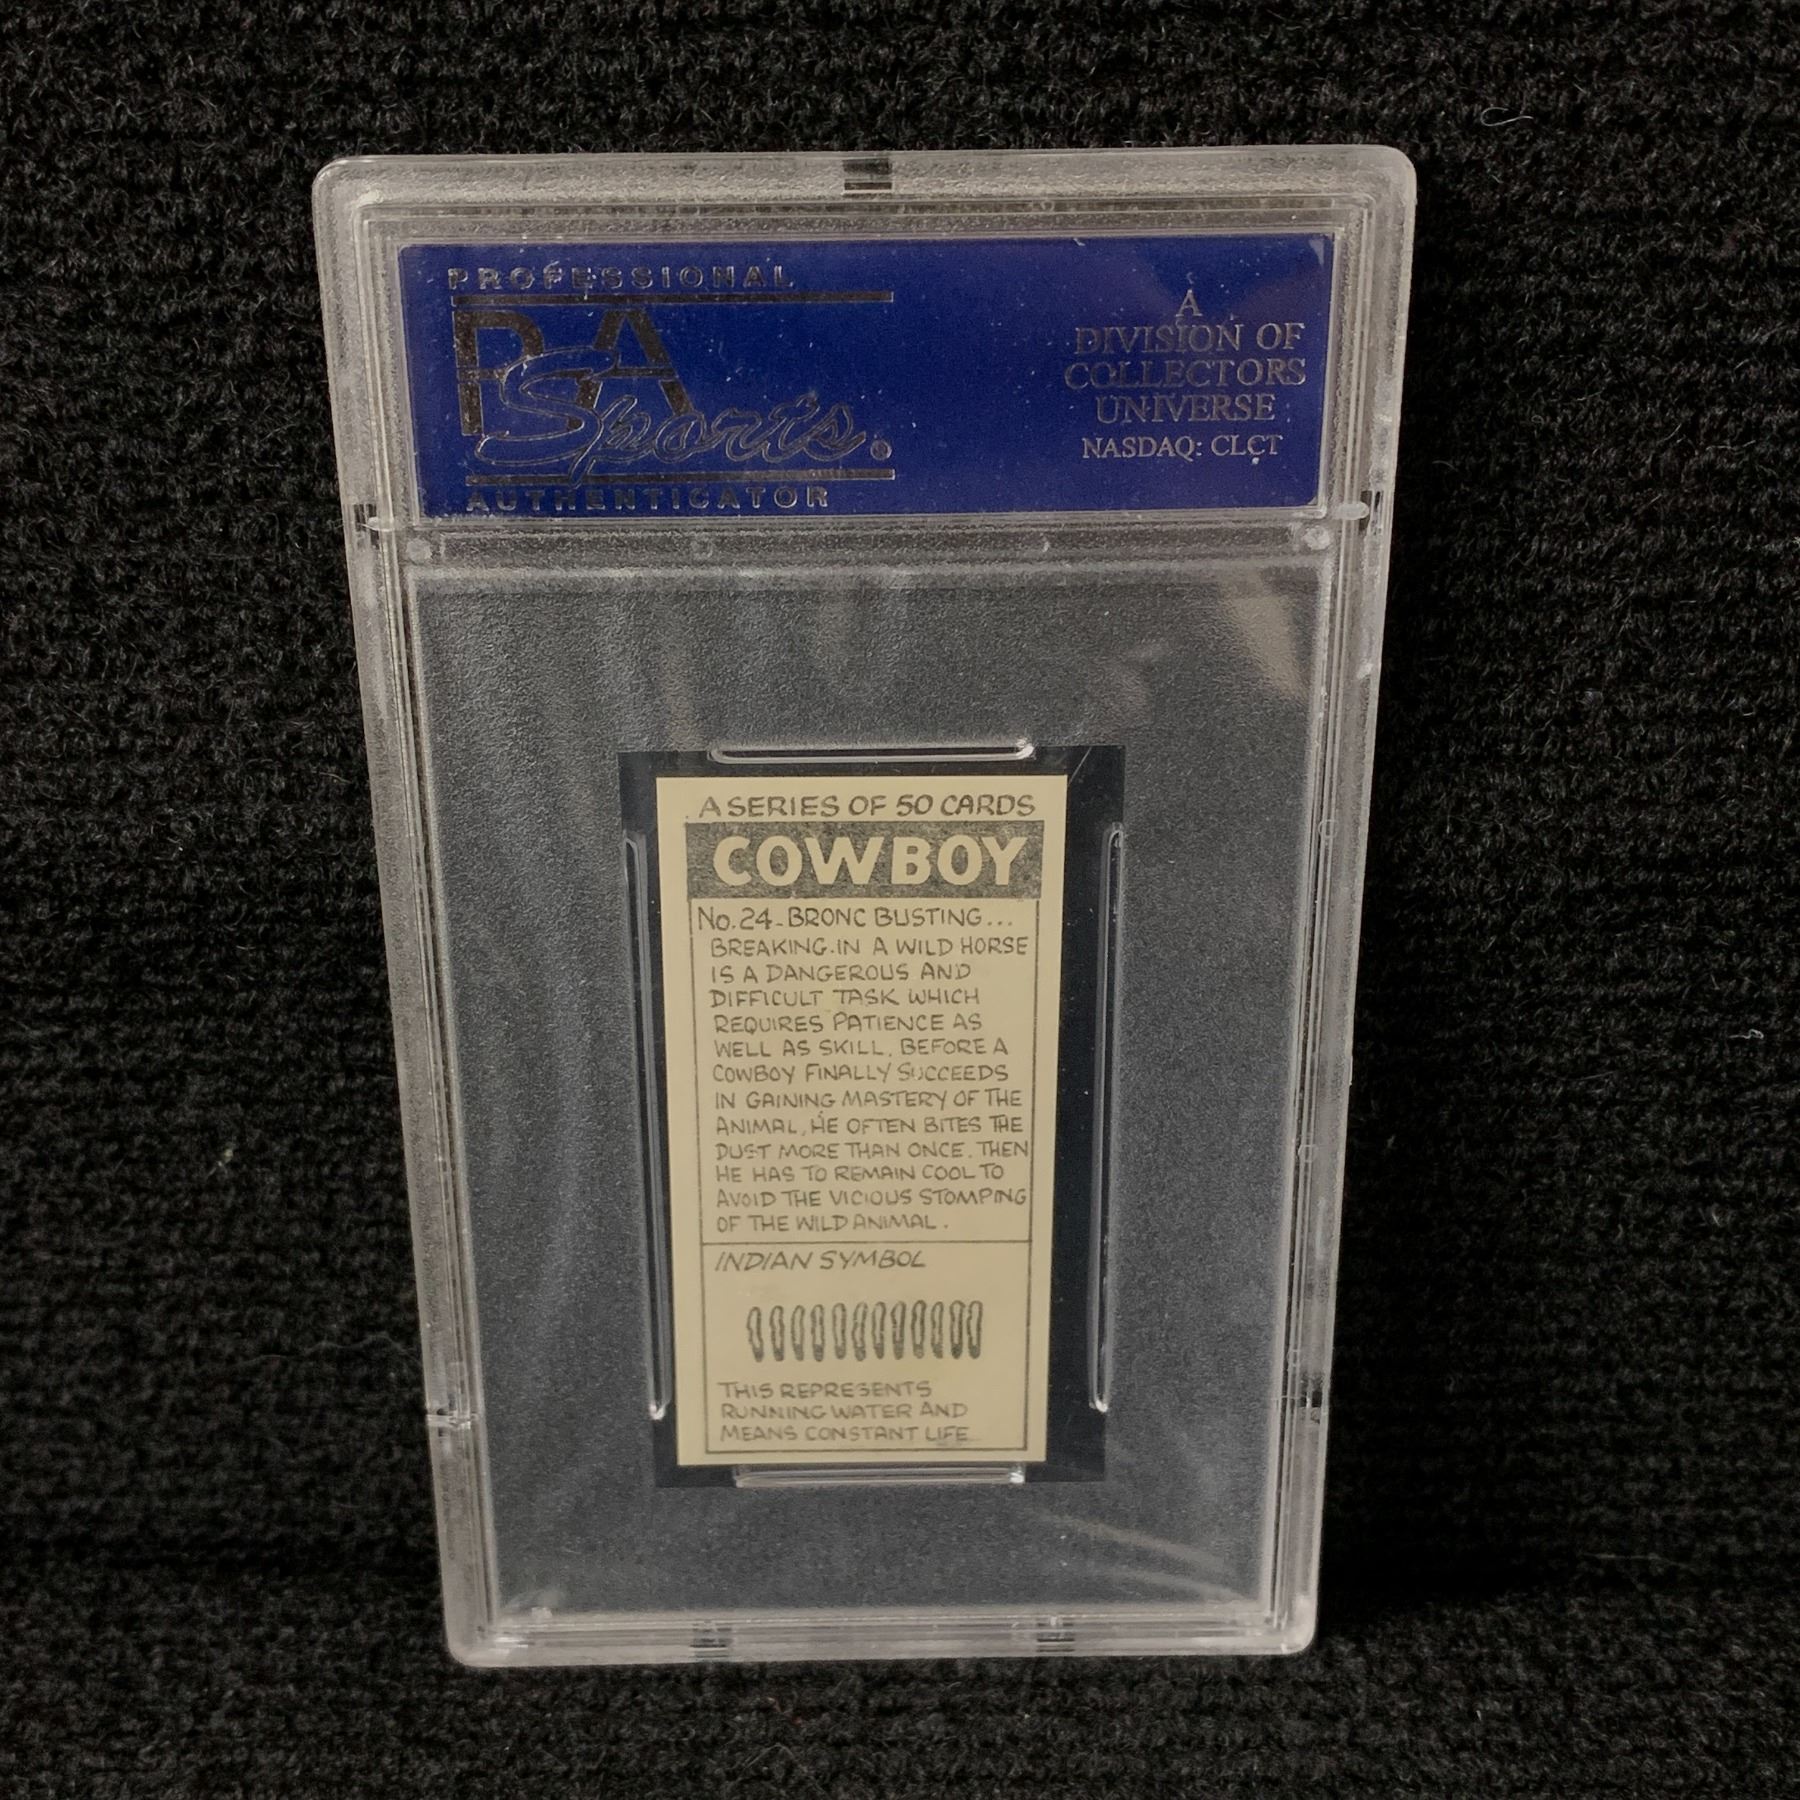 PROFESSIONAL
PSA
Sports
AUTHENTICATOR
A
DIVISION OF
COLLECTORS
UNIVERSE
NASDAQ: CLCT
A SERIES OF 50 CARDS
COWBOY
No. 24 - BRONC BUSTING...
BREAKING-IN A WILD HORSE
IS A DANGEROUS AND
DIFFICULT TASK WHICH
REQUIRES PATIENCE AS
WELL AS SKILL. BEFORE A
COWBOY FINALLY SUCCEEDS
IN GAINING MASTERY OF THE
ANIMAL, HE OFTEN BITES THE
DUST MORE THAN ONCE. THEN
HE HAS TO REMAIN COOL TO
AVOID THE VICIOUS STOMPING
OF THE WILD ANIMAL.
INDIAN SYMBOL
THIS REPRESENTS
RUNNING WATER AND
MEANS CONSTANT LIFE